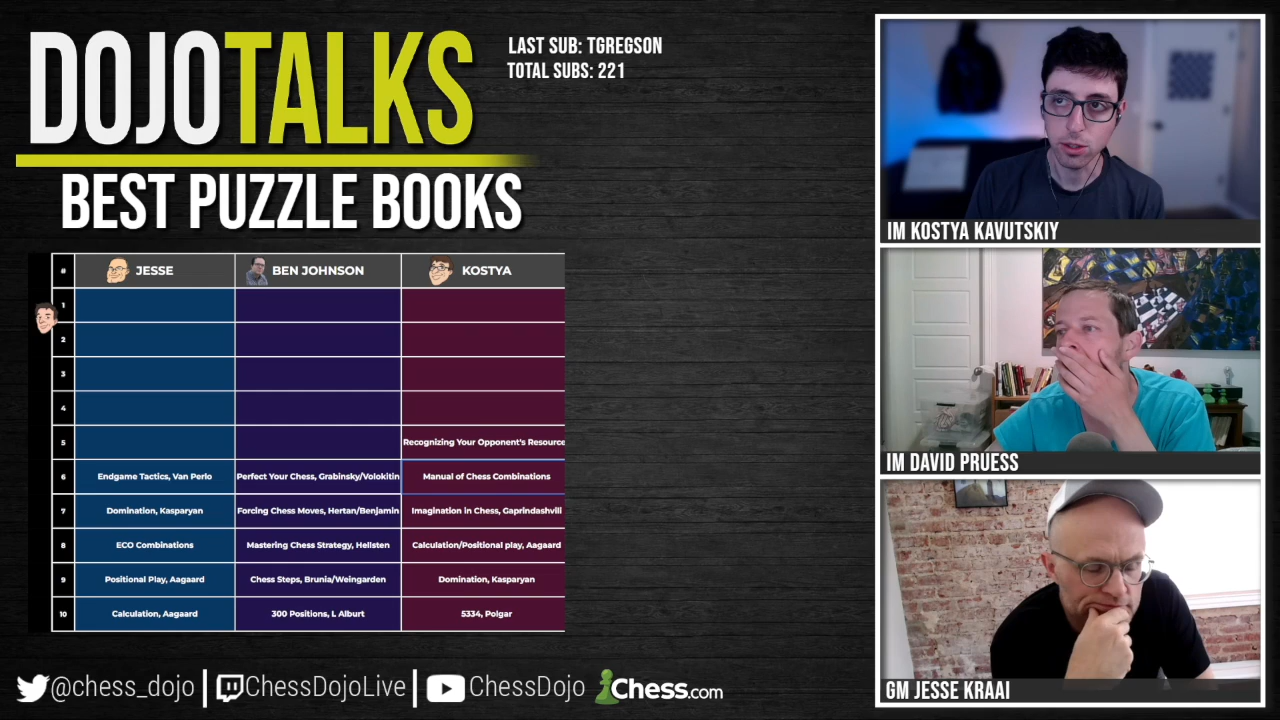 DOJOTALKS
LAST SUB: TGREGSON
TOTAL SUBS: 221
BEST PUZZLE BOOKS
# JESSE BEN JOHNSON KOSTYA
1
2
3
4
5 Recognizing Your Opponent's Resource
6 Endgame Tactics, Van Perlo Perfect Your Chess, Grabinsky/Volokitin Manual of Chess Combinations
7 Domination, Kasparyan Forcing Chess Moves, Hertan/Benjamin Imagination in Chess, Gaprindashvili
8 ECO Combinations Mastering Chess Strategy, Hellsten Calculation/Positional play, Aagaard
9 Positional Play, Aagaard Chess Steps, Brunia/Weingarden Domination, Kasparyan
10 Calculation, Aagaard 300 Positions, L Alburt 5334, Polgar
IM KOSTYA KAVUTSKIY
IM DAVID PRUESS
GM JESSE KRAAI
@chess_dojo | ChessDojoLive | ChessDojo Chess.com